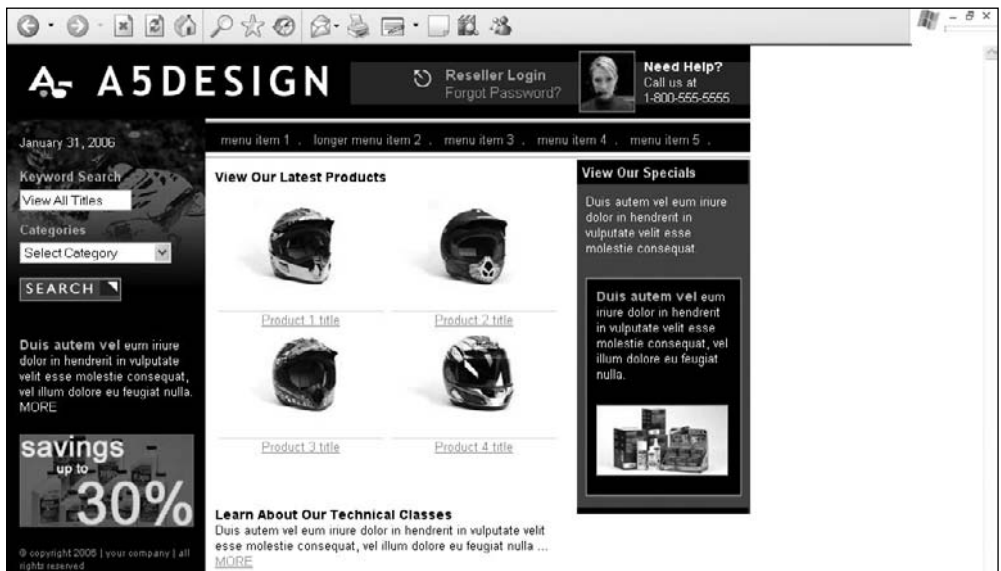 A5DESIGN
Reseller Login
Forgot Password?
Need Help?
Call us at
1-800-555-5555
January 31, 2006
menu item 1 . longer menu item 2 . menu item 3 . menu item 4 . menu item 5 .
Keyword Search
View All Titles
Categories
Select Category
SEARCH
Duis autem vel eum iriure
dolor in hendrerit in vulputate
velit esse molestie consequat,
vel illum dolore eu feugiat nulla.
MORE
savings
up to
30%
© copyright 2006 | your company | all
rights reserved
View Our Latest Products
Product 1 title
Product 2 title
Product 3 title
Product 4 title
Learn About Our Technical Classes
Duis autem vel eum iriure dolor in hendrerit in vulputate velit
esse molestie consequat, vel illum dolore eu feugiat nulla ...
MORE
View Our Specials
Duis autem vel eum iriure
dolor in hendrerit in
vulputate velit esse
molestie consequat.
Duis autem vel eum
iriure dolor in hendrerit
in vulputate velit esse
molestie consequat, vel
illum dolore eu feugiat
nulla.